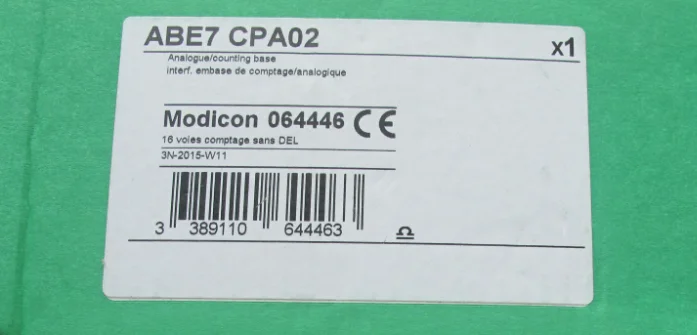 ABE7 CPA02
x1
Analogue/counting base
interf. embase de comptage/analogique
Modicon 064446 CE
16 voies comptage sans DEL
3N-2015-W11
3 389110 644463